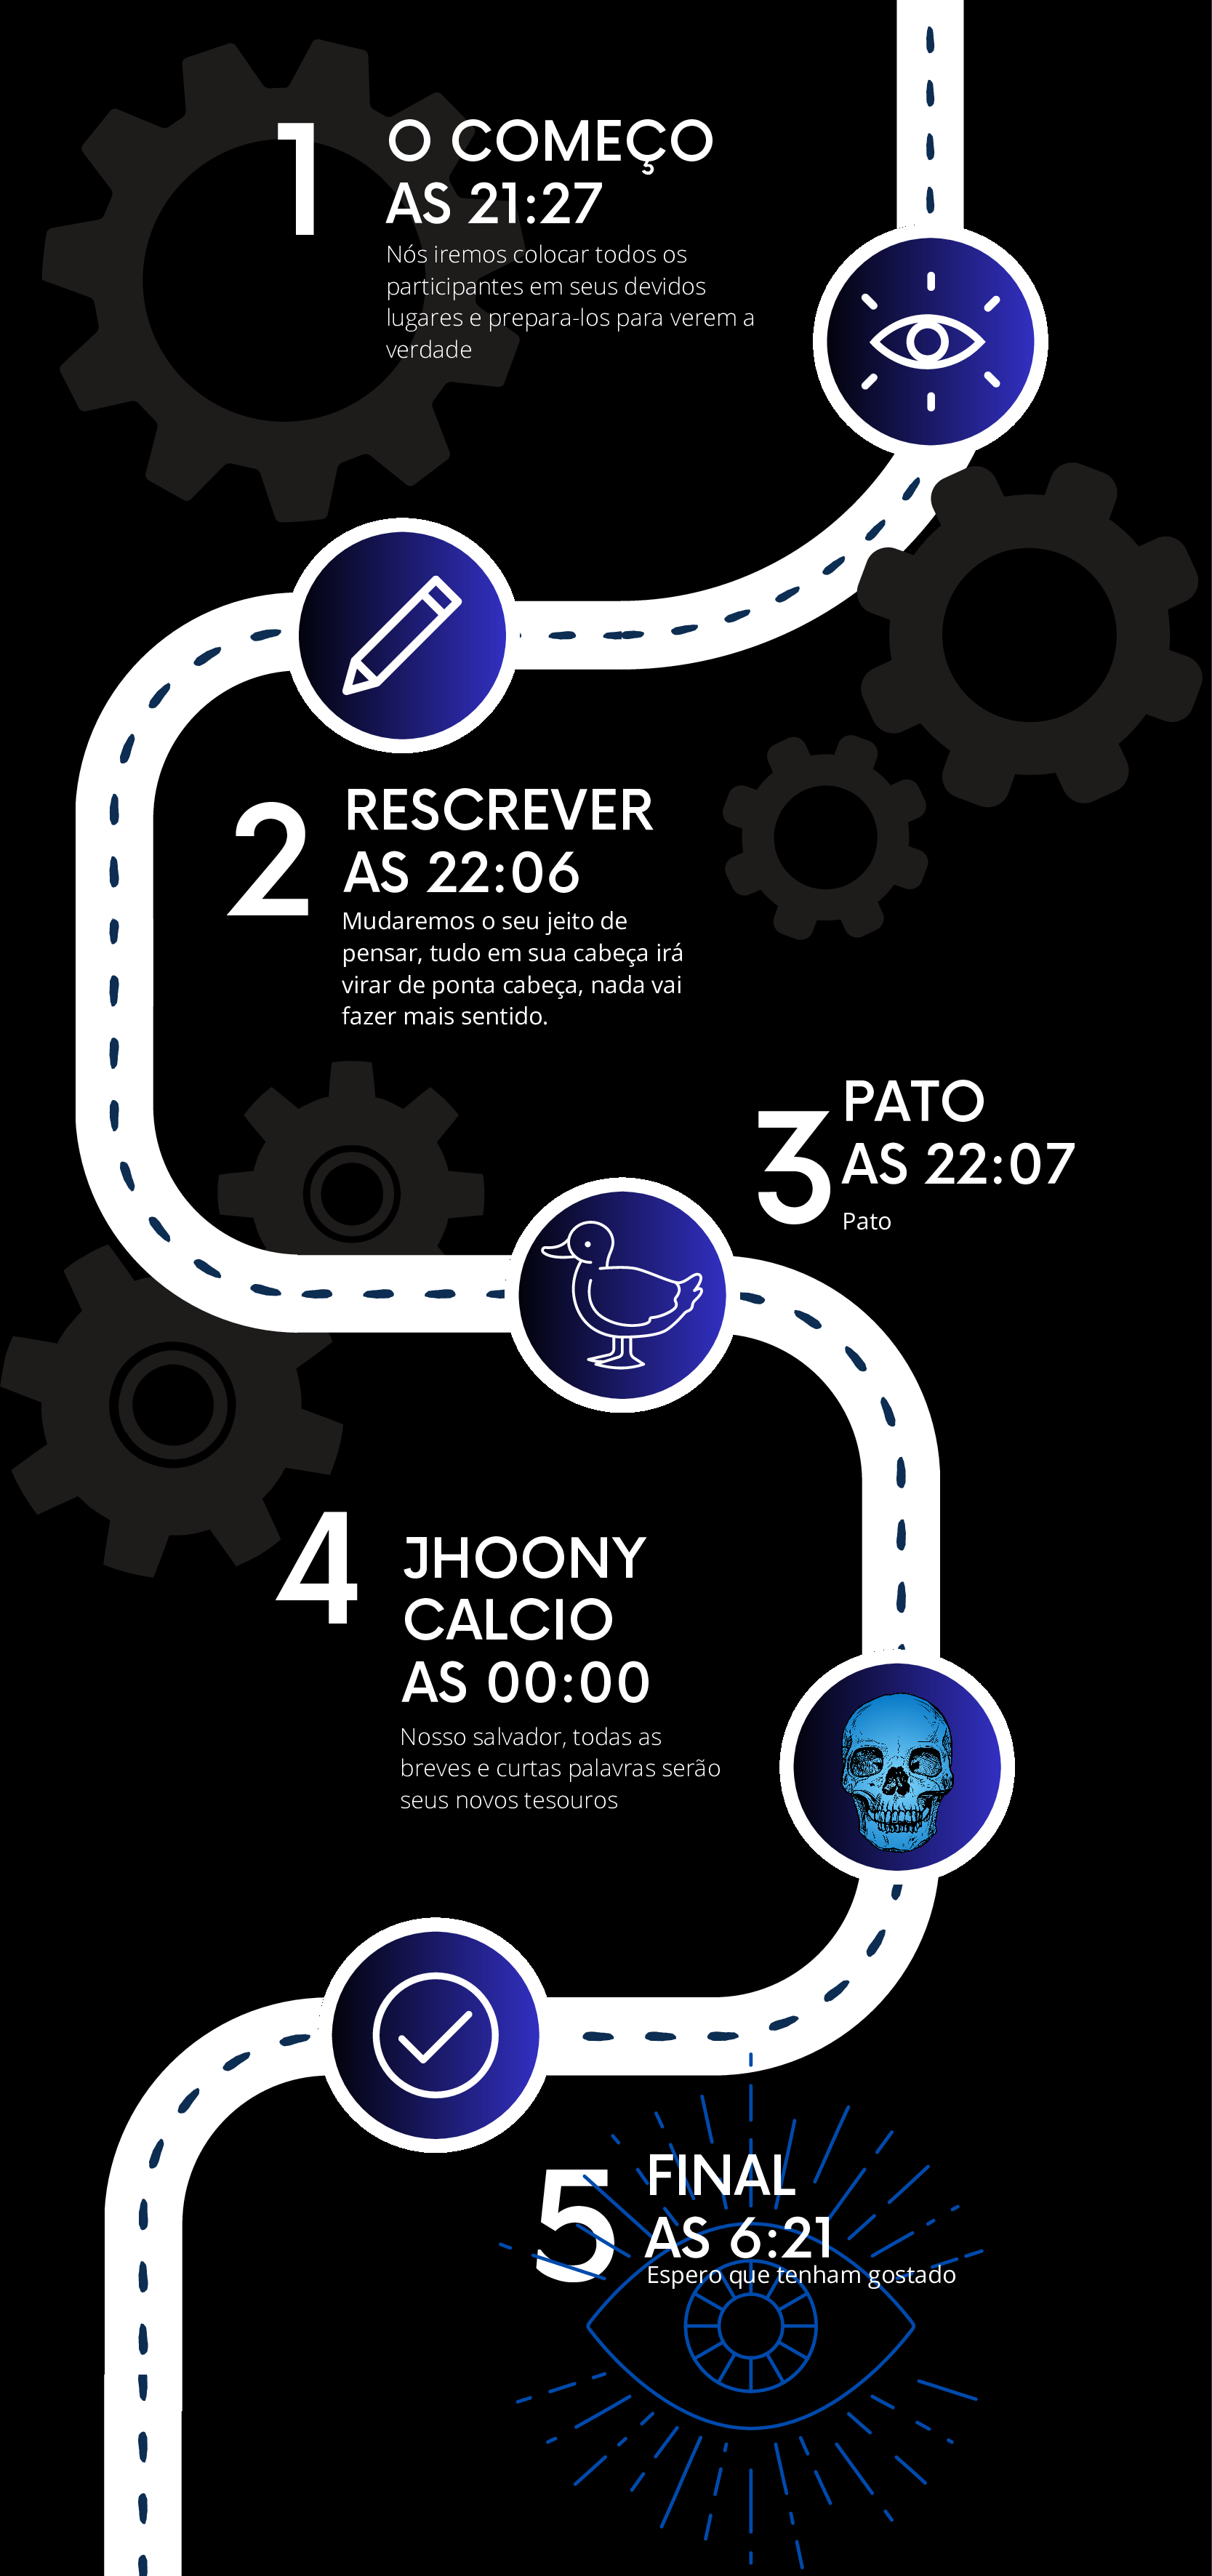 1
O COMEÇO
AS 21:27
Nós iremos colocar todos os
participantes em seus devidos
lugares e prepara-los para verem a
verdade
2
RESCREVER
AS 22:06
Mudaremos o seu jeito de
pensar, tudo em sua cabeça irá
virar de ponta cabeça, nada vai
fazer mais sentido.
3
PATO
AS 22:07
Pato
4
JHOONY
CALCIO
AS 00:00
Nosso salvador, todas as
breves e curtas palavras serão
seus novos tesouros
5
FINAL
AS 6:21
Espero que tenham gostado